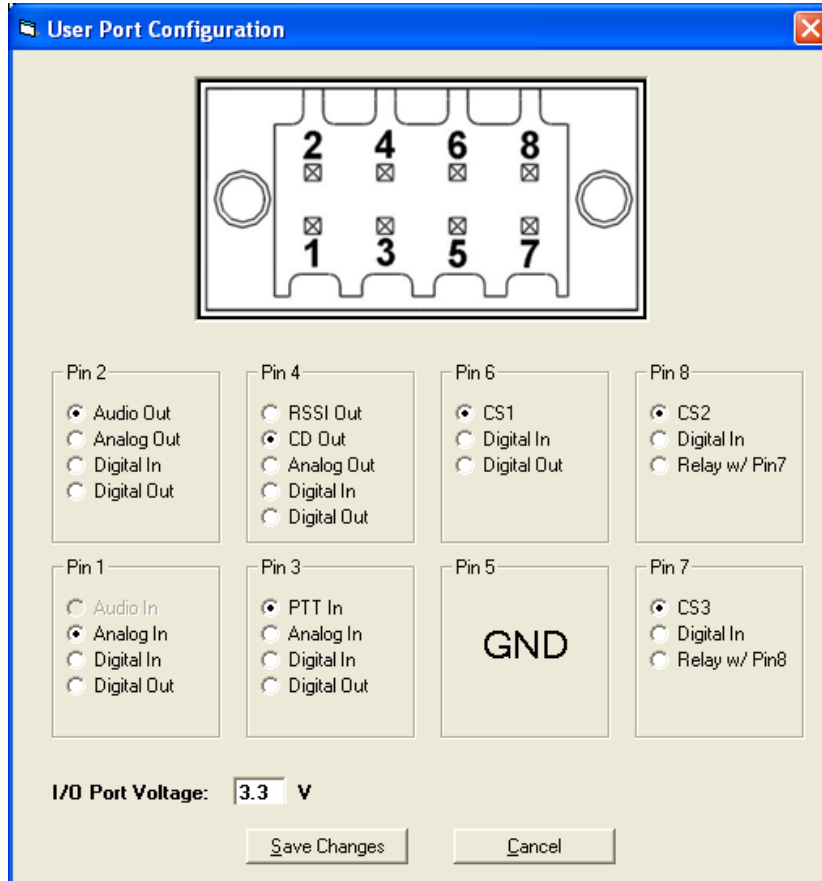 User Port Configuration
2 4 6 8
1 3 5 7
Pin 2
Audio Out
Analog Out
Digital In
Digital Out
Pin 4
RSSI Out
CD Out
Analog Out
Digital In
Digital Out
Pin 6
CS1
Digital In
Digital Out
Pin 8
CS2
Digital In
Relay w/ Pin7
Pin 1
Audio In
Analog In
Digital In
Digital Out
Pin 3
PTT In
Analog In
Digital In
Digital Out
Pin 5
GND
Pin 7
CS3
Digital In
Relay w/ Pin8
I/O Port Voltage: 3.3 V
Save Changes Cancel